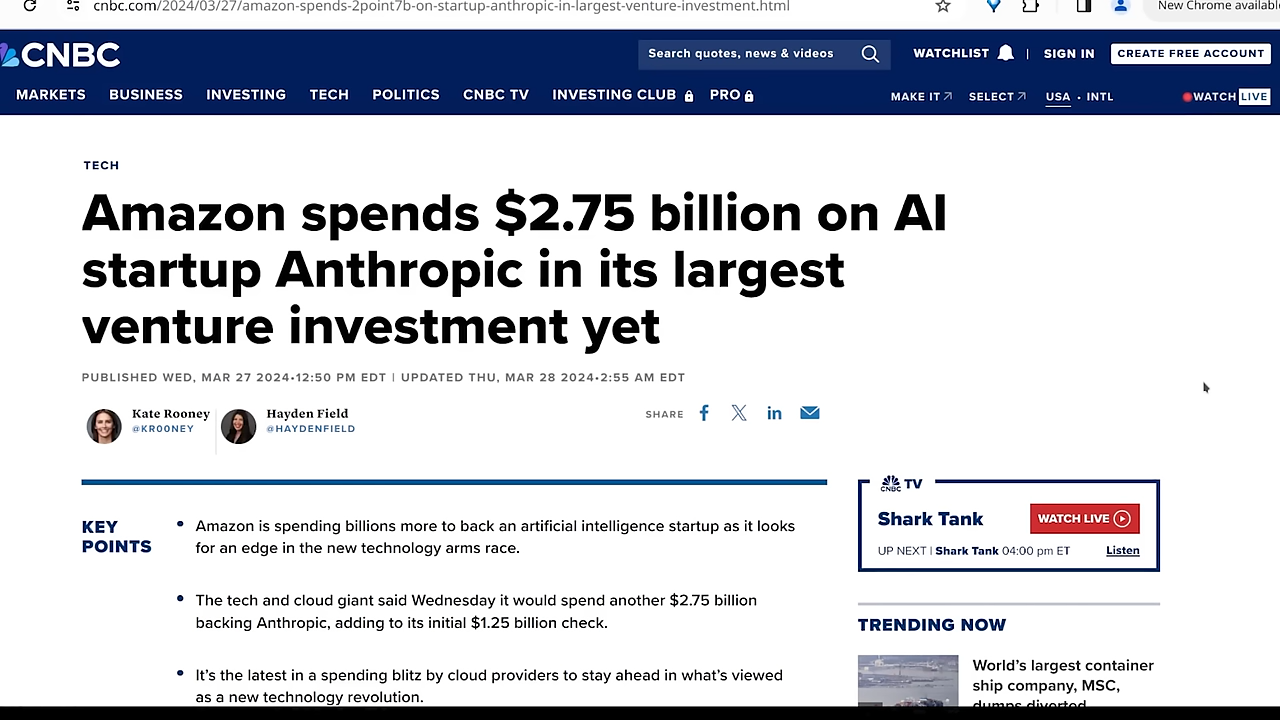 cnbc.com/2024/03/27/amazon-spends-2point7b-on-startup-anthropic-in-largest-venture-investment.html
New Chrome availabl
CNBC
Search quotes, news & videos
WATCHLIST
SIGN IN
CREATE FREE ACCOUNT
MARKETS BUSINESS INVESTING TECH POLITICS CNBC TV INVESTING CLUB PRO
MAKE IT SELECT USA · INTL WATCH LIVE
TECH
Amazon spends $2.75 billion on AI
startup Anthropic in its largest
venture investment yet
PUBLISHED WED, MAR 27 2024•12:50 PM EDT | UPDATED THU, MAR 28 2024•2:55 AM EDT
Kate Rooney
@KR00NEY
Hayden Field
@HAYDENFIELD
SHARE
KEY
POINTS
• Amazon is spending billions more to back an artificial intelligence startup as it looks
for an edge in the new technology arms race.
• The tech and cloud giant said Wednesday it would spend another $2.75 billion
backing Anthropic, adding to its initial $1.25 billion check.
• It’s the latest in a spending blitz by cloud providers to stay ahead in what’s viewed
as a new technology revolution.
CNBC TV
Shark Tank
WATCH LIVE
UP NEXT | Shark Tank 04:00 pm ET
Listen
TRENDING NOW
World’s largest container
ship company, MSC,
dumps diverted